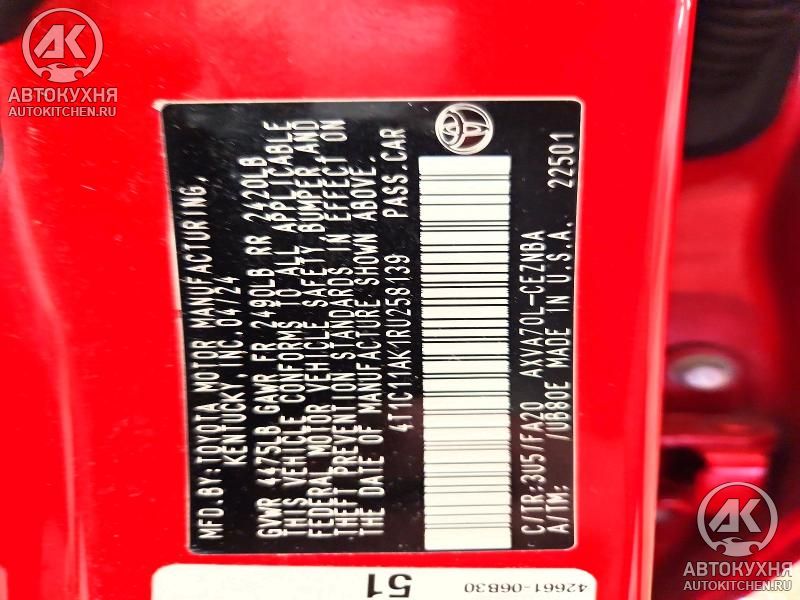 MFD.BY:TOYOTA MOTOR MANUFACTURING,
KENTUCKY INC.04/24
GVWR 4475LB GAWR FR 2490LB RR 2420LB
THIS VEHICLE CONFORMS TO ALL APPLICABLE
FEDERAL MOTOR VEHICLE SAFETY, BUMPER AND
THEFT PREVENTION STANDARDS IN EFFECT ON
THE DATE OF MANUFACTURE SHOWN ABOVE.
4T1C11AK1RU258139 PASS.CAR
C/TR:3U5/FA20 AXVA70L-CEZNBA
A/TM: /UB80E MADE IN U.S.A. 22501
51
42661-06B30
АК
АВТОКУХНЯ
AUTOKITCHEN.RU
АК
АВТОКУХНЯ
AUTOKITCHEN.RU